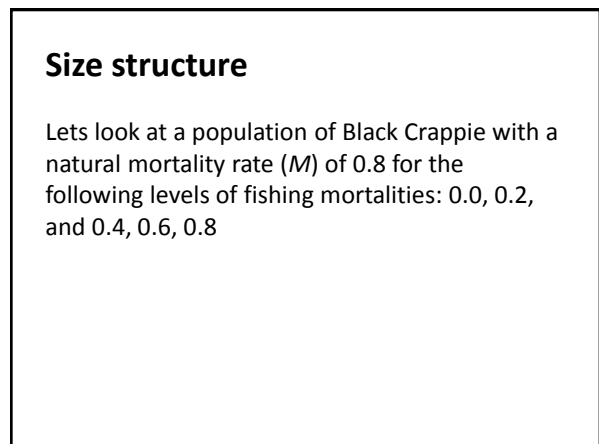 Size structure
Lets look at a population of Black Crappie with a
natural mortality rate (M) of 0.8 for the
following levels of fishing mortalities: 0.0, 0.2,
and 0.4, 0.6, 0.8